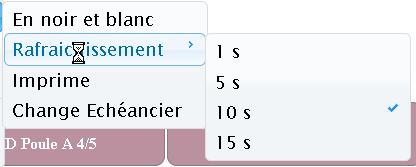 En noir et blanc
Rafraichissement
Imprime
Change Echéancier
1 s
5 s
10 s
15 s
D Poule A 4/5